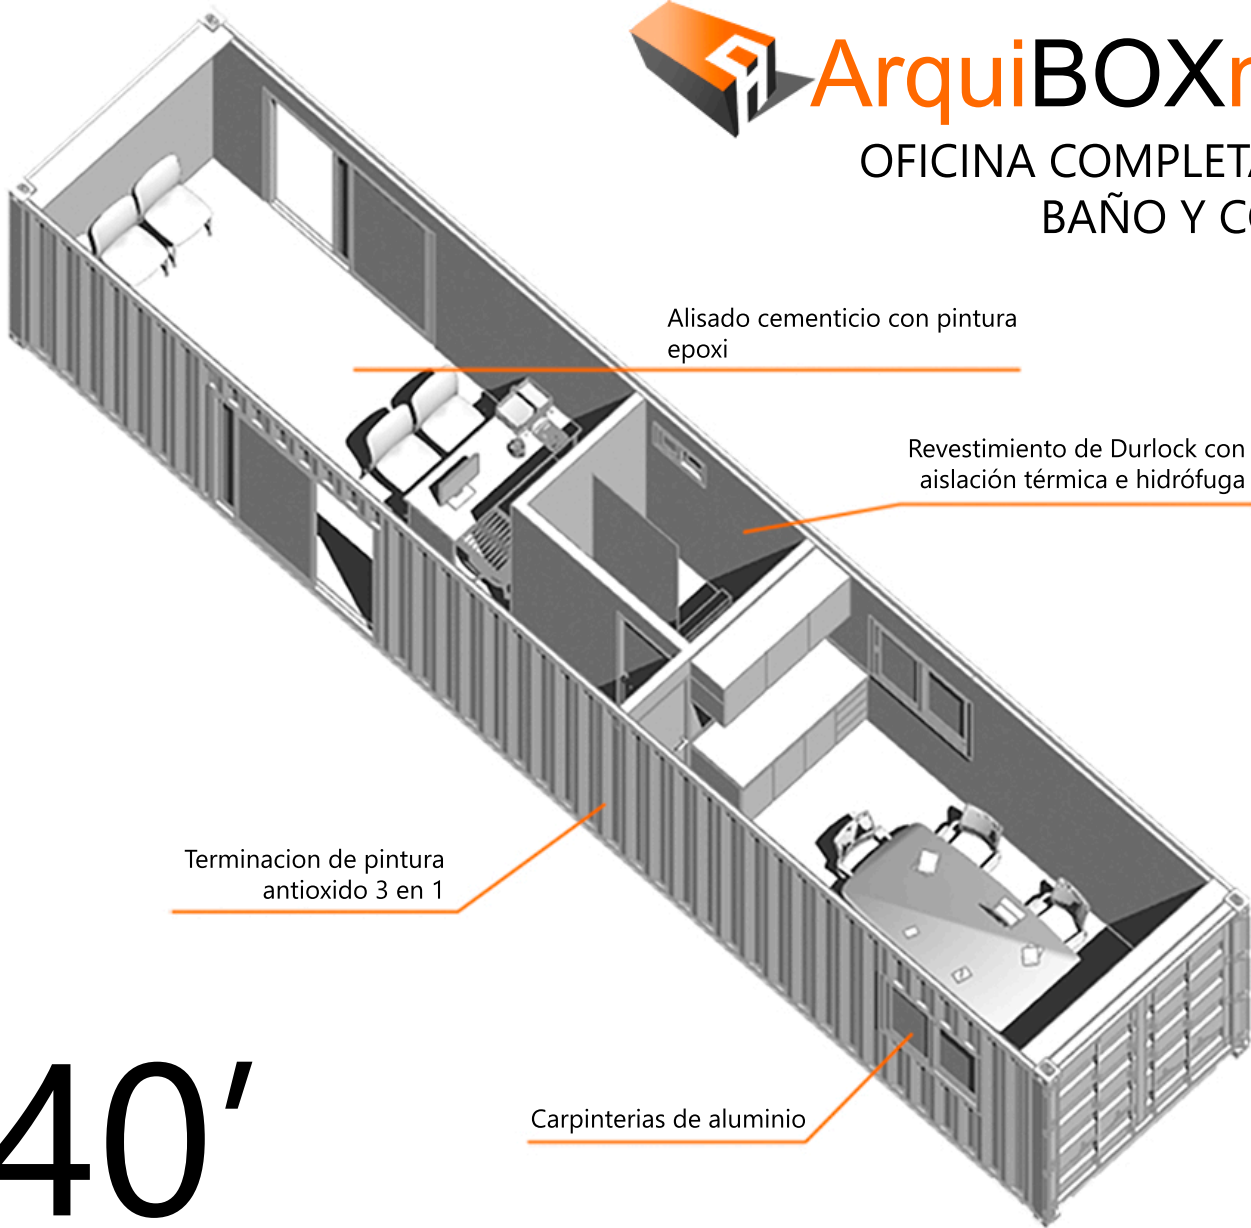 ArquiBOX
OFICINA COMPLETA
BAÑO Y
Alisado cementicio con pintura
epoxi
Revestimiento de Durlock con
aislación térmica e hidrófuga
Terminacion de pintura
antioxido 3 en 1
Carpinterias de aluminio
40'